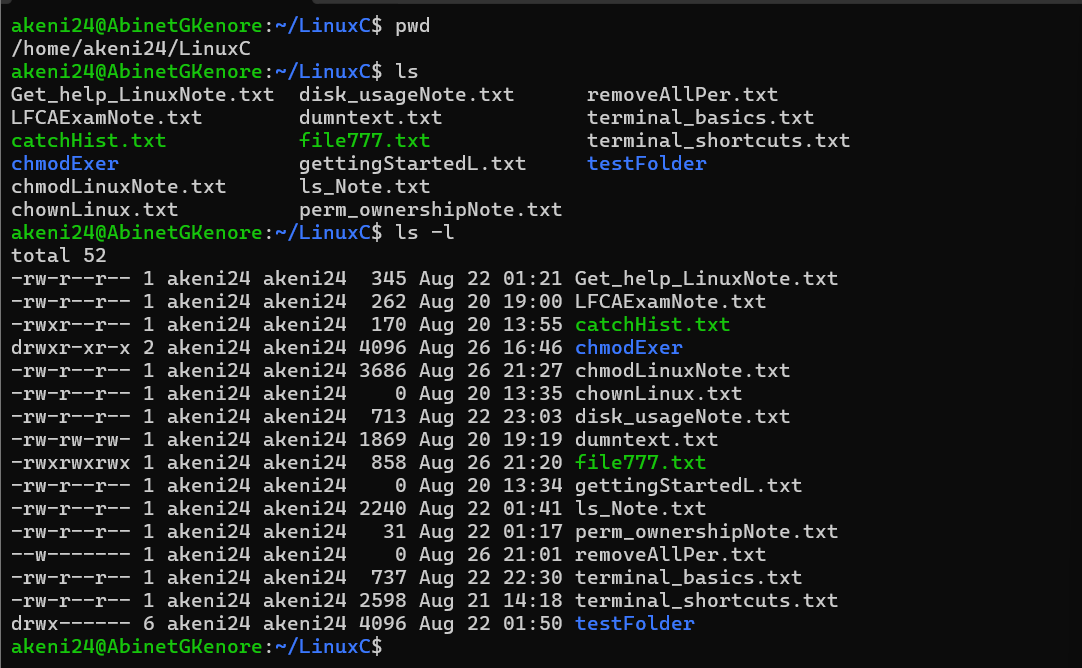 akeni24@AbinetGKenore:~/LinuxC$ pwd
/home/akeni24/LinuxC
akeni24@AbinetGKenore:~/LinuxC$ ls
Get_help_LinuxNote.txt  disk_usageNote.txt      removeAllPer.txt
LFCAExamNote.txt        dumntext.txt            terminal_basics.txt
catchHist.txt           file777.txt             terminal_shortcuts.txt
chmodExer               gettingStartedL.txt     testFolder
chmodLinuxNote.txt      ls_Note.txt
chownLinux.txt          perm_ownershipNote.txt
akeni24@AbinetGKenore:~/LinuxC$ ls -l
total 52
-rw-r--r-- 1 akeni24 akeni24  345 Aug 22 01:21 Get_help_LinuxNote.txt
-rw-r--r-- 1 akeni24 akeni24  262 Aug 20 19:00 LFCAExamNote.txt
-rwxr--r-- 1 akeni24 akeni24  170 Aug 20 13:55 catchHist.txt
drwxr-xr-x 2 akeni24 akeni24 4096 Aug 26 16:46 chmodExer
-rw-r--r-- 1 akeni24 akeni24 3686 Aug 26 21:27 chmodLinuxNote.txt
-rw-r--r-- 1 akeni24 akeni24    0 Aug 20 13:35 chownLinux.txt
-rw-r--r-- 1 akeni24 akeni24  713 Aug 22 23:03 disk_usageNote.txt
-rw-rw-rw- 1 akeni24 akeni24 1869 Aug 20 19:19 dumntext.txt
-rwxrwxrwx 1 akeni24 akeni24  858 Aug 26 21:20 file777.txt
-rw-r--r-- 1 akeni24 akeni24    0 Aug 20 13:34 gettingStartedL.txt
-rw-r--r-- 1 akeni24 akeni24 2240 Aug 22 01:41 ls_Note.txt
-rw-r--r-- 1 akeni24 akeni24   31 Aug 22 01:17 perm_ownershipNote.txt
--w------- 1 akeni24 akeni24    0 Aug 26 21:01 removeAllPer.txt
-rw-r--r-- 1 akeni24 akeni24  737 Aug 22 22:30 terminal_basics.txt
-rw-r--r-- 1 akeni24 akeni24 2598 Aug 21 14:18 terminal_shortcuts.txt
drwx------ 6 akeni24 akeni24 4096 Aug 22 01:50 testFolder
akeni24@AbinetGKenore:~/LinuxC$